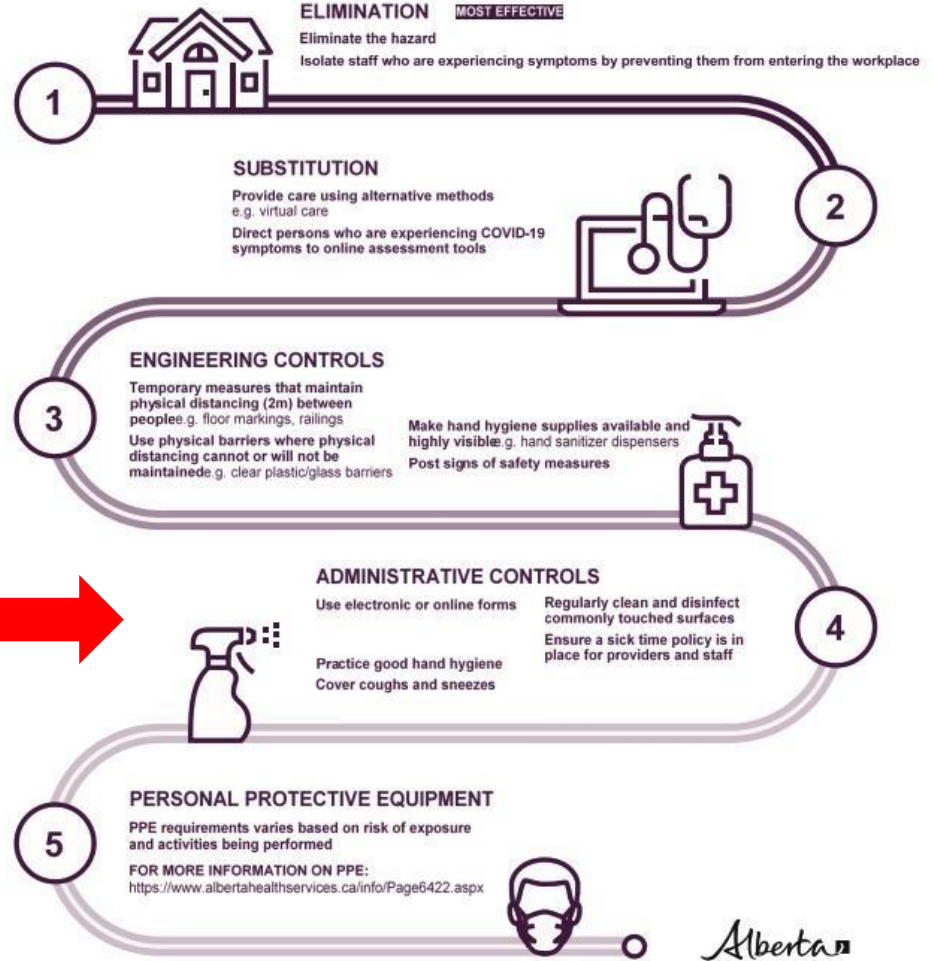 ELIMINATION MOST EFFECTIVE
Eliminate the hazard
Isolate staff who are experiencing symptoms by preventing them from entering the workplace
1
SUBSTITUTION
Provide care using alternative methods
e.g. virtual care
Direct persons who are experiencing COVID-19
symptoms to online assessment tools
2
ENGINEERING CONTROLS
Temporary measures that maintain
physical distancing (2m) between
peoplee.g. floor markings, railings
Use physical barriers where physical
distancing cannot or will not be
maintainede.g. clear plastic/glass barriers
Make hand hygiene supplies available and
highly visiblee.g. hand sanitizer dispensers
Post signs of safety measures
3
ADMINISTRATIVE CONTROLS
Use electronic or online forms
Practice good hand hygiene
Cover coughs and sneezes
Regularly clean and disinfect
commonly touched surfaces
Ensure a sick time policy is in
place for providers and staff
4
PERSONAL PROTECTIVE EQUIPMENT
PPE requirements varies based on risk of exposure
and activities being performed
FOR MORE INFORMATION ON PPE:
https://www.albertahealthservices.ca/info/Page6422.aspx
5
Alberta